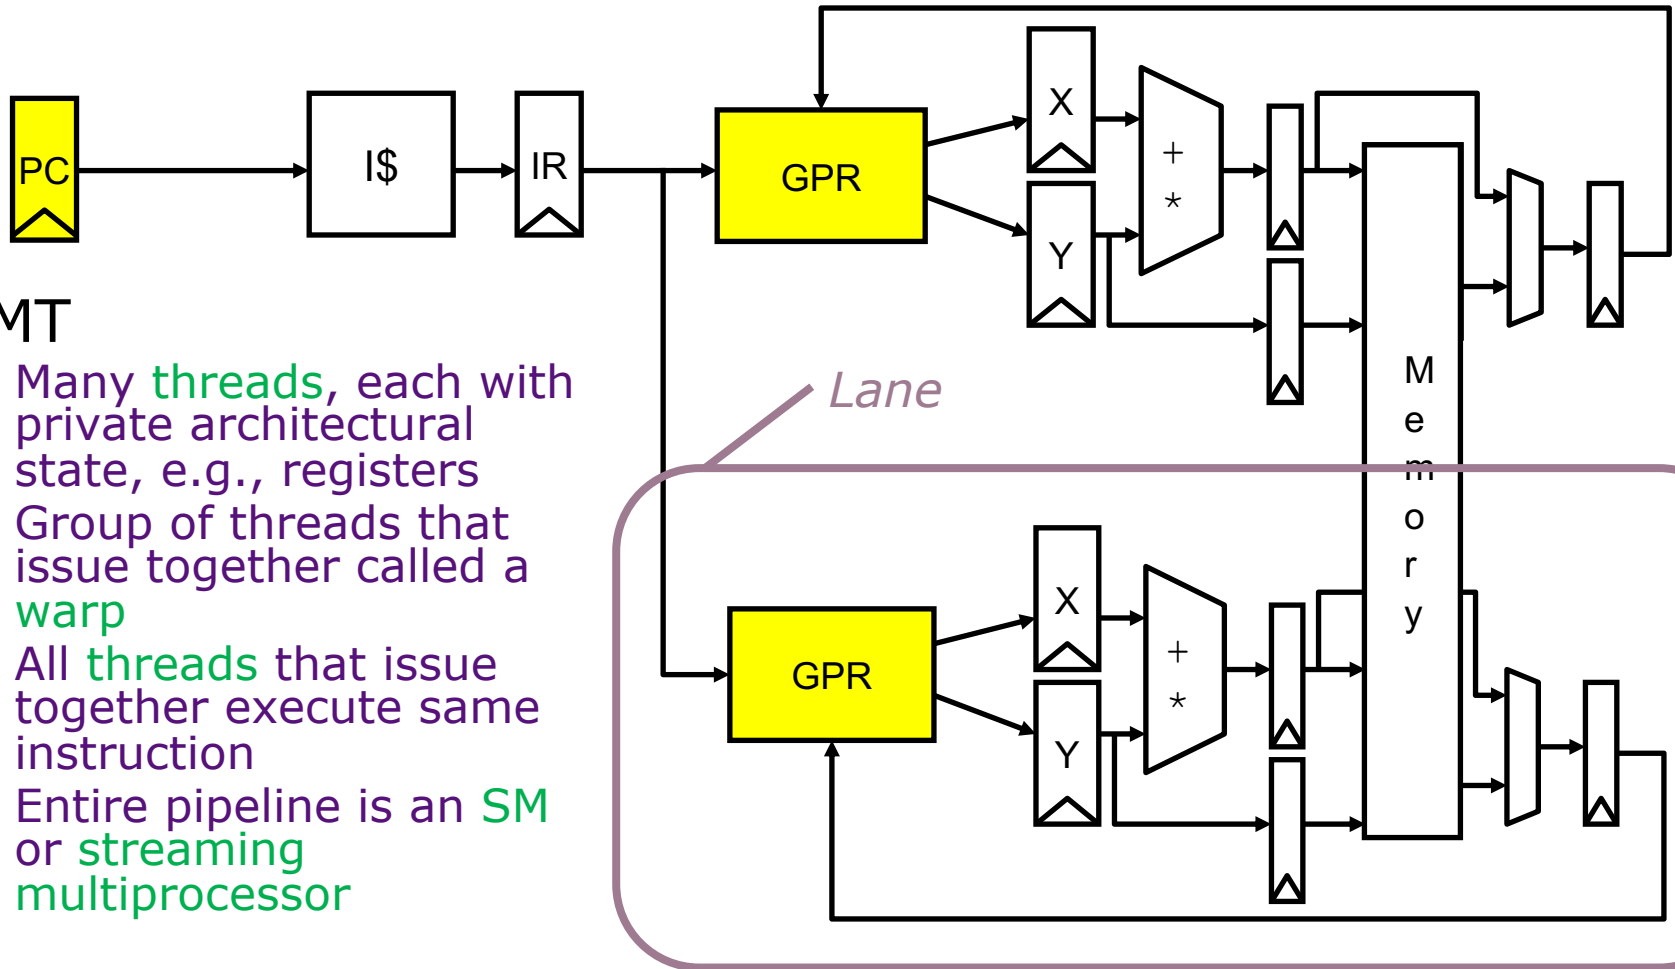 PC
I$
IR
GPR
X
Y
+
*
MT
Many threads, each with
private architectural
state, e.g., registers
Group of threads that
issue together called a
warp
All threads that issue
together execute same
instruction
Entire pipeline is an SM
or streaming
multiprocessor
Lane
M
e
m
o
r
y
GPR
X
Y
+
*